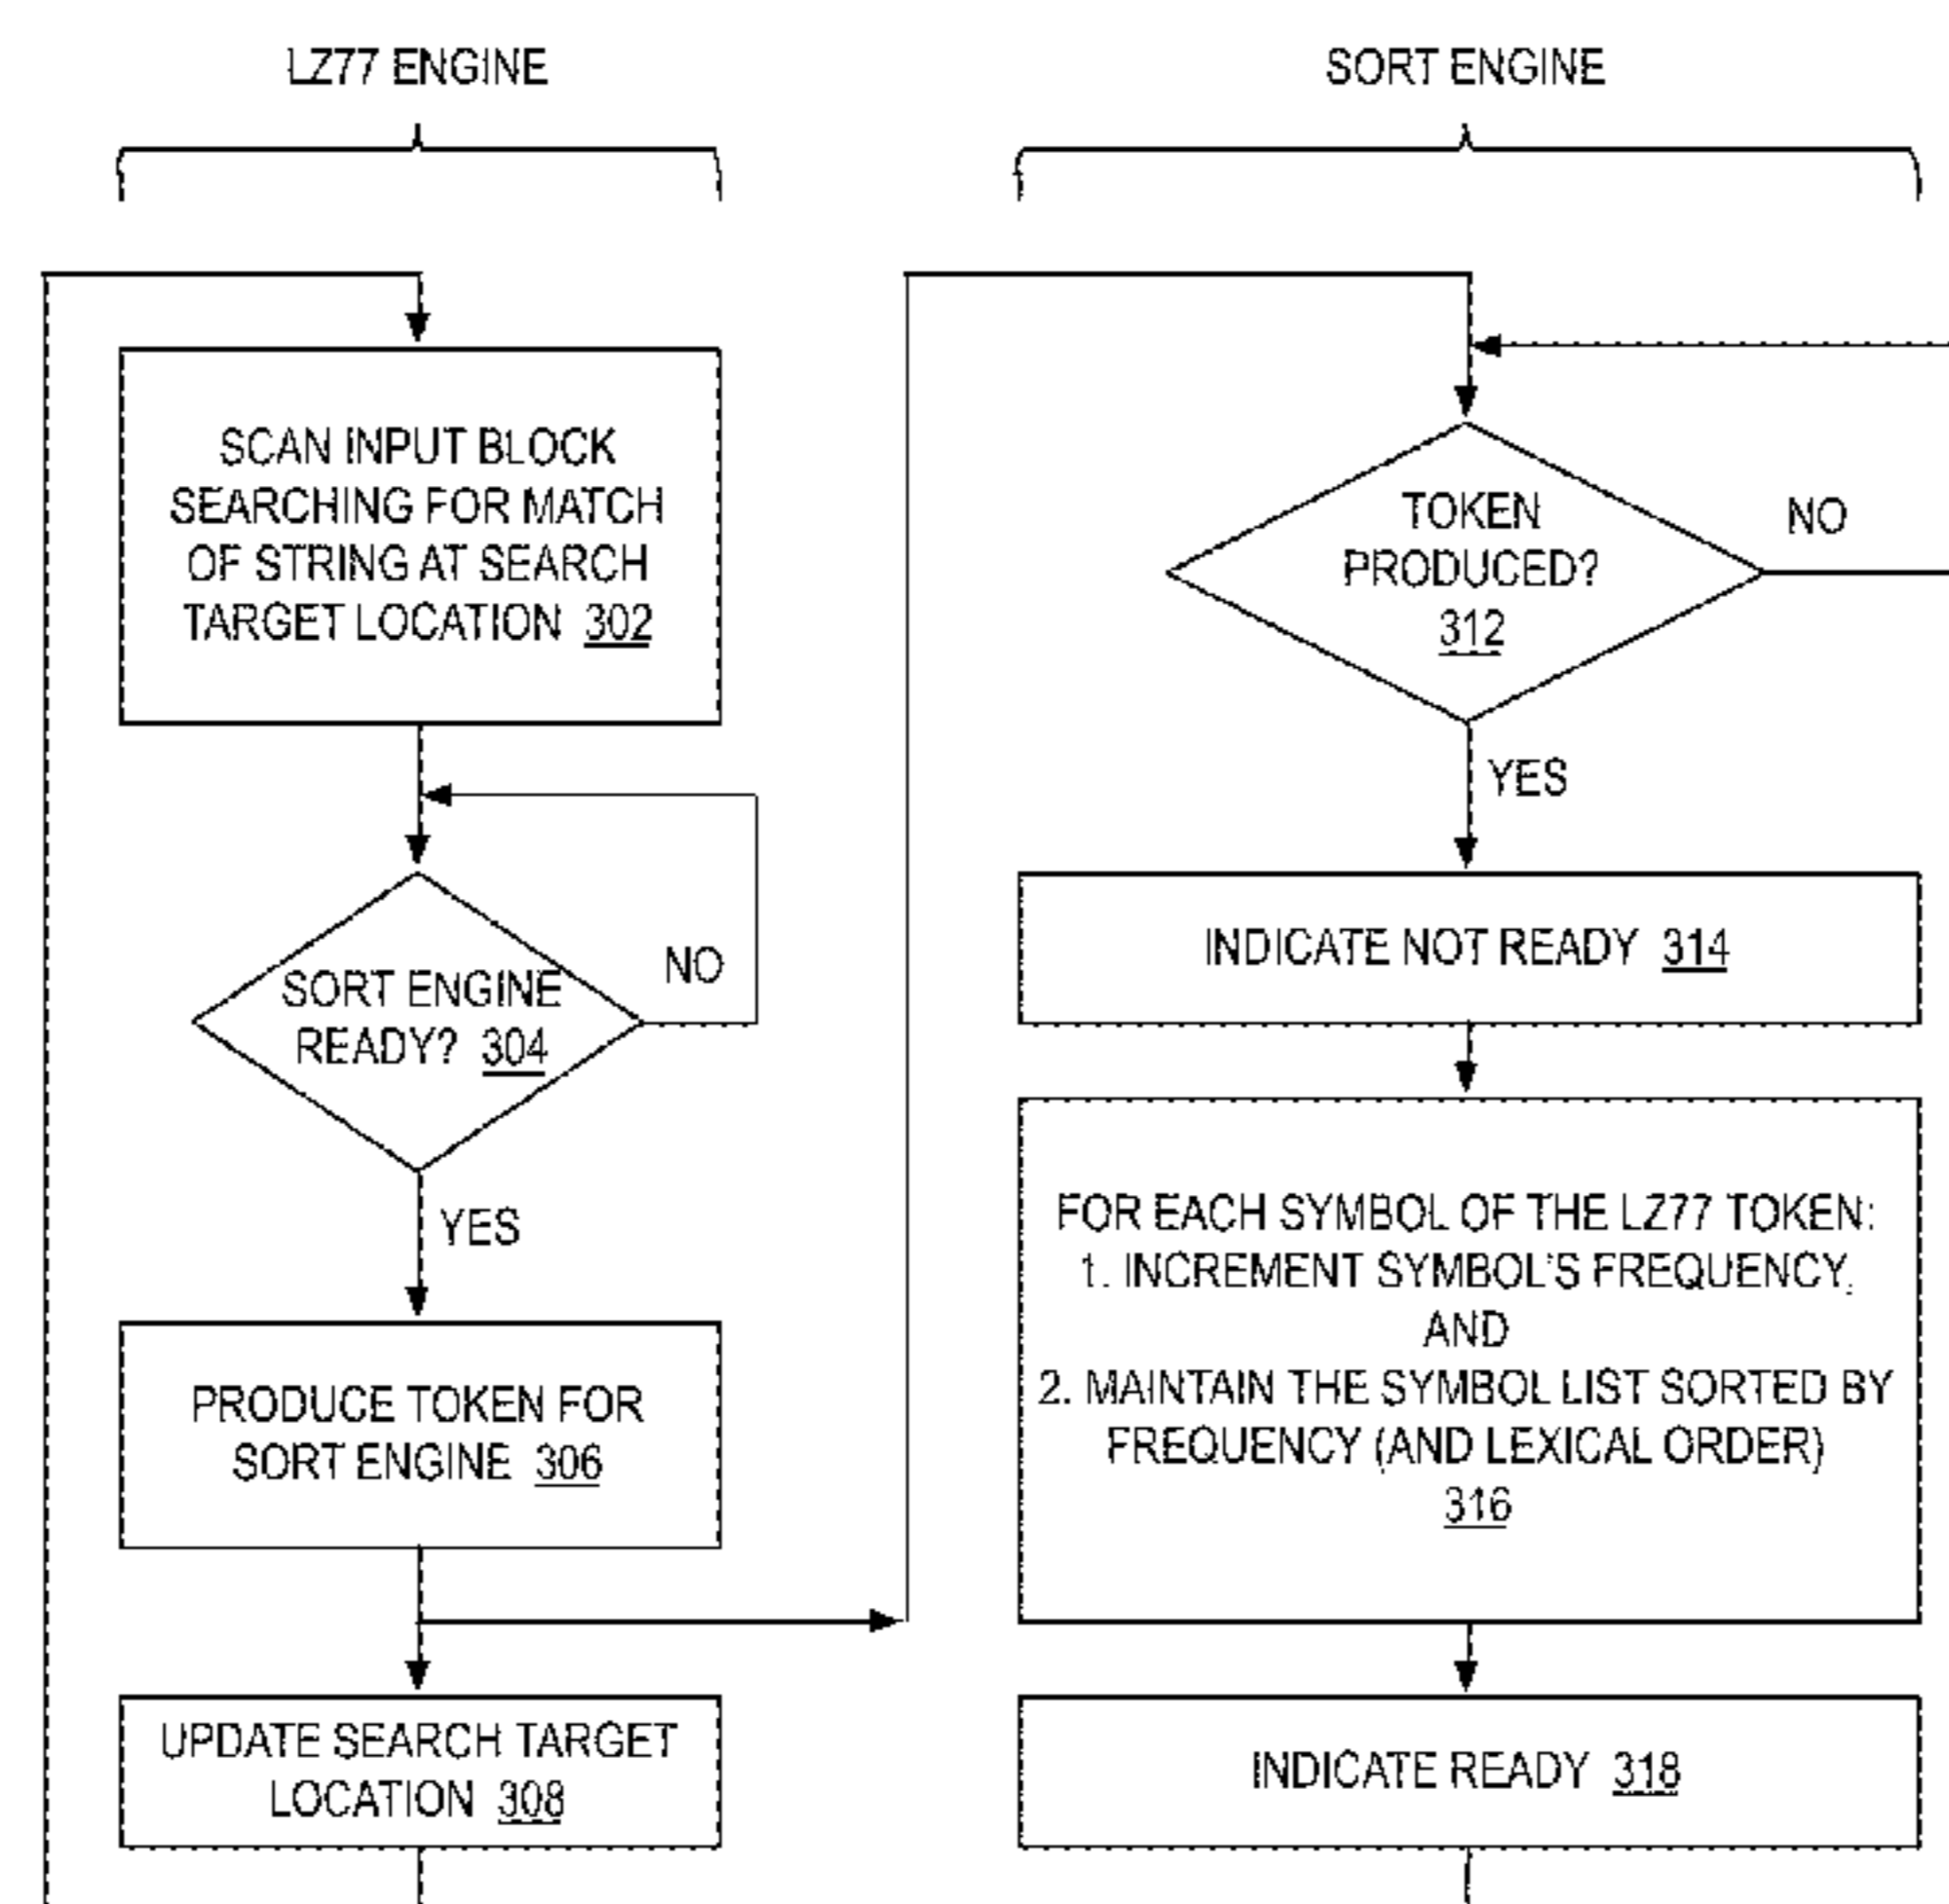 LZ77 ENGINE
SCAN INPUT BLOCK
SEARCHING FOR MATCH
OF STRING AT SEARCH
TARGET LOCATION 302
SORT ENGINE
READY? 304
NO
YES
PRODUCE TOKEN FOR
SORT ENGINE 306
UPDATE SEARCH TARGET
LOCATION 308
SORT ENGINE
TOKEN
PRODUCED?
312
NO
YES
INDICATE NOT READY 314
FOR EACH SYMBOL OF THE LZ77 TOKEN:
1. INCREMENT SYMBOL'S FREQUENCY,
AND
2. MAINTAIN THE SYMBOL LIST SORTED BY
FREQUENCY (AND LEXICAL ORDER)
316
INDICATE READY 318